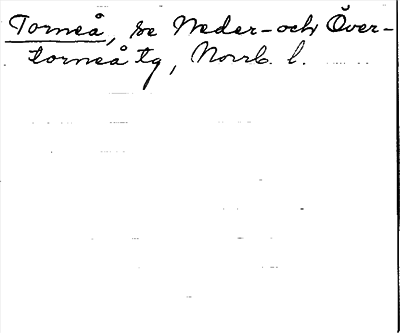 Torneå, se Neder- och Över-
torneå tg, Norrb. l.